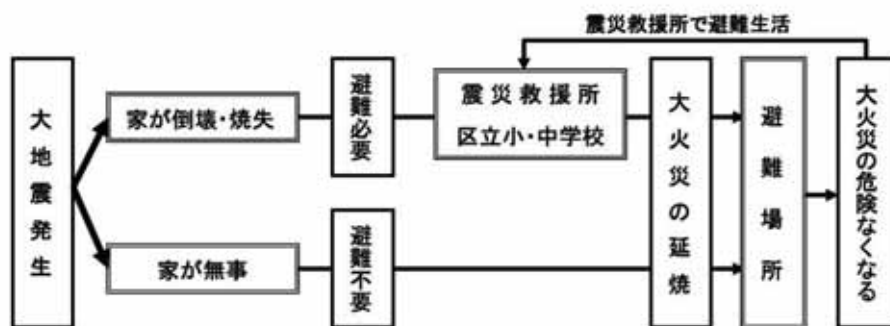 震災救援所で避難生活
大地震発生
家が倒壊・焼失
避難必要
震災救援所
区立小・中学校
家が無事
避難不要
大火災の延焼
避難場所
大火災の危険なくなる